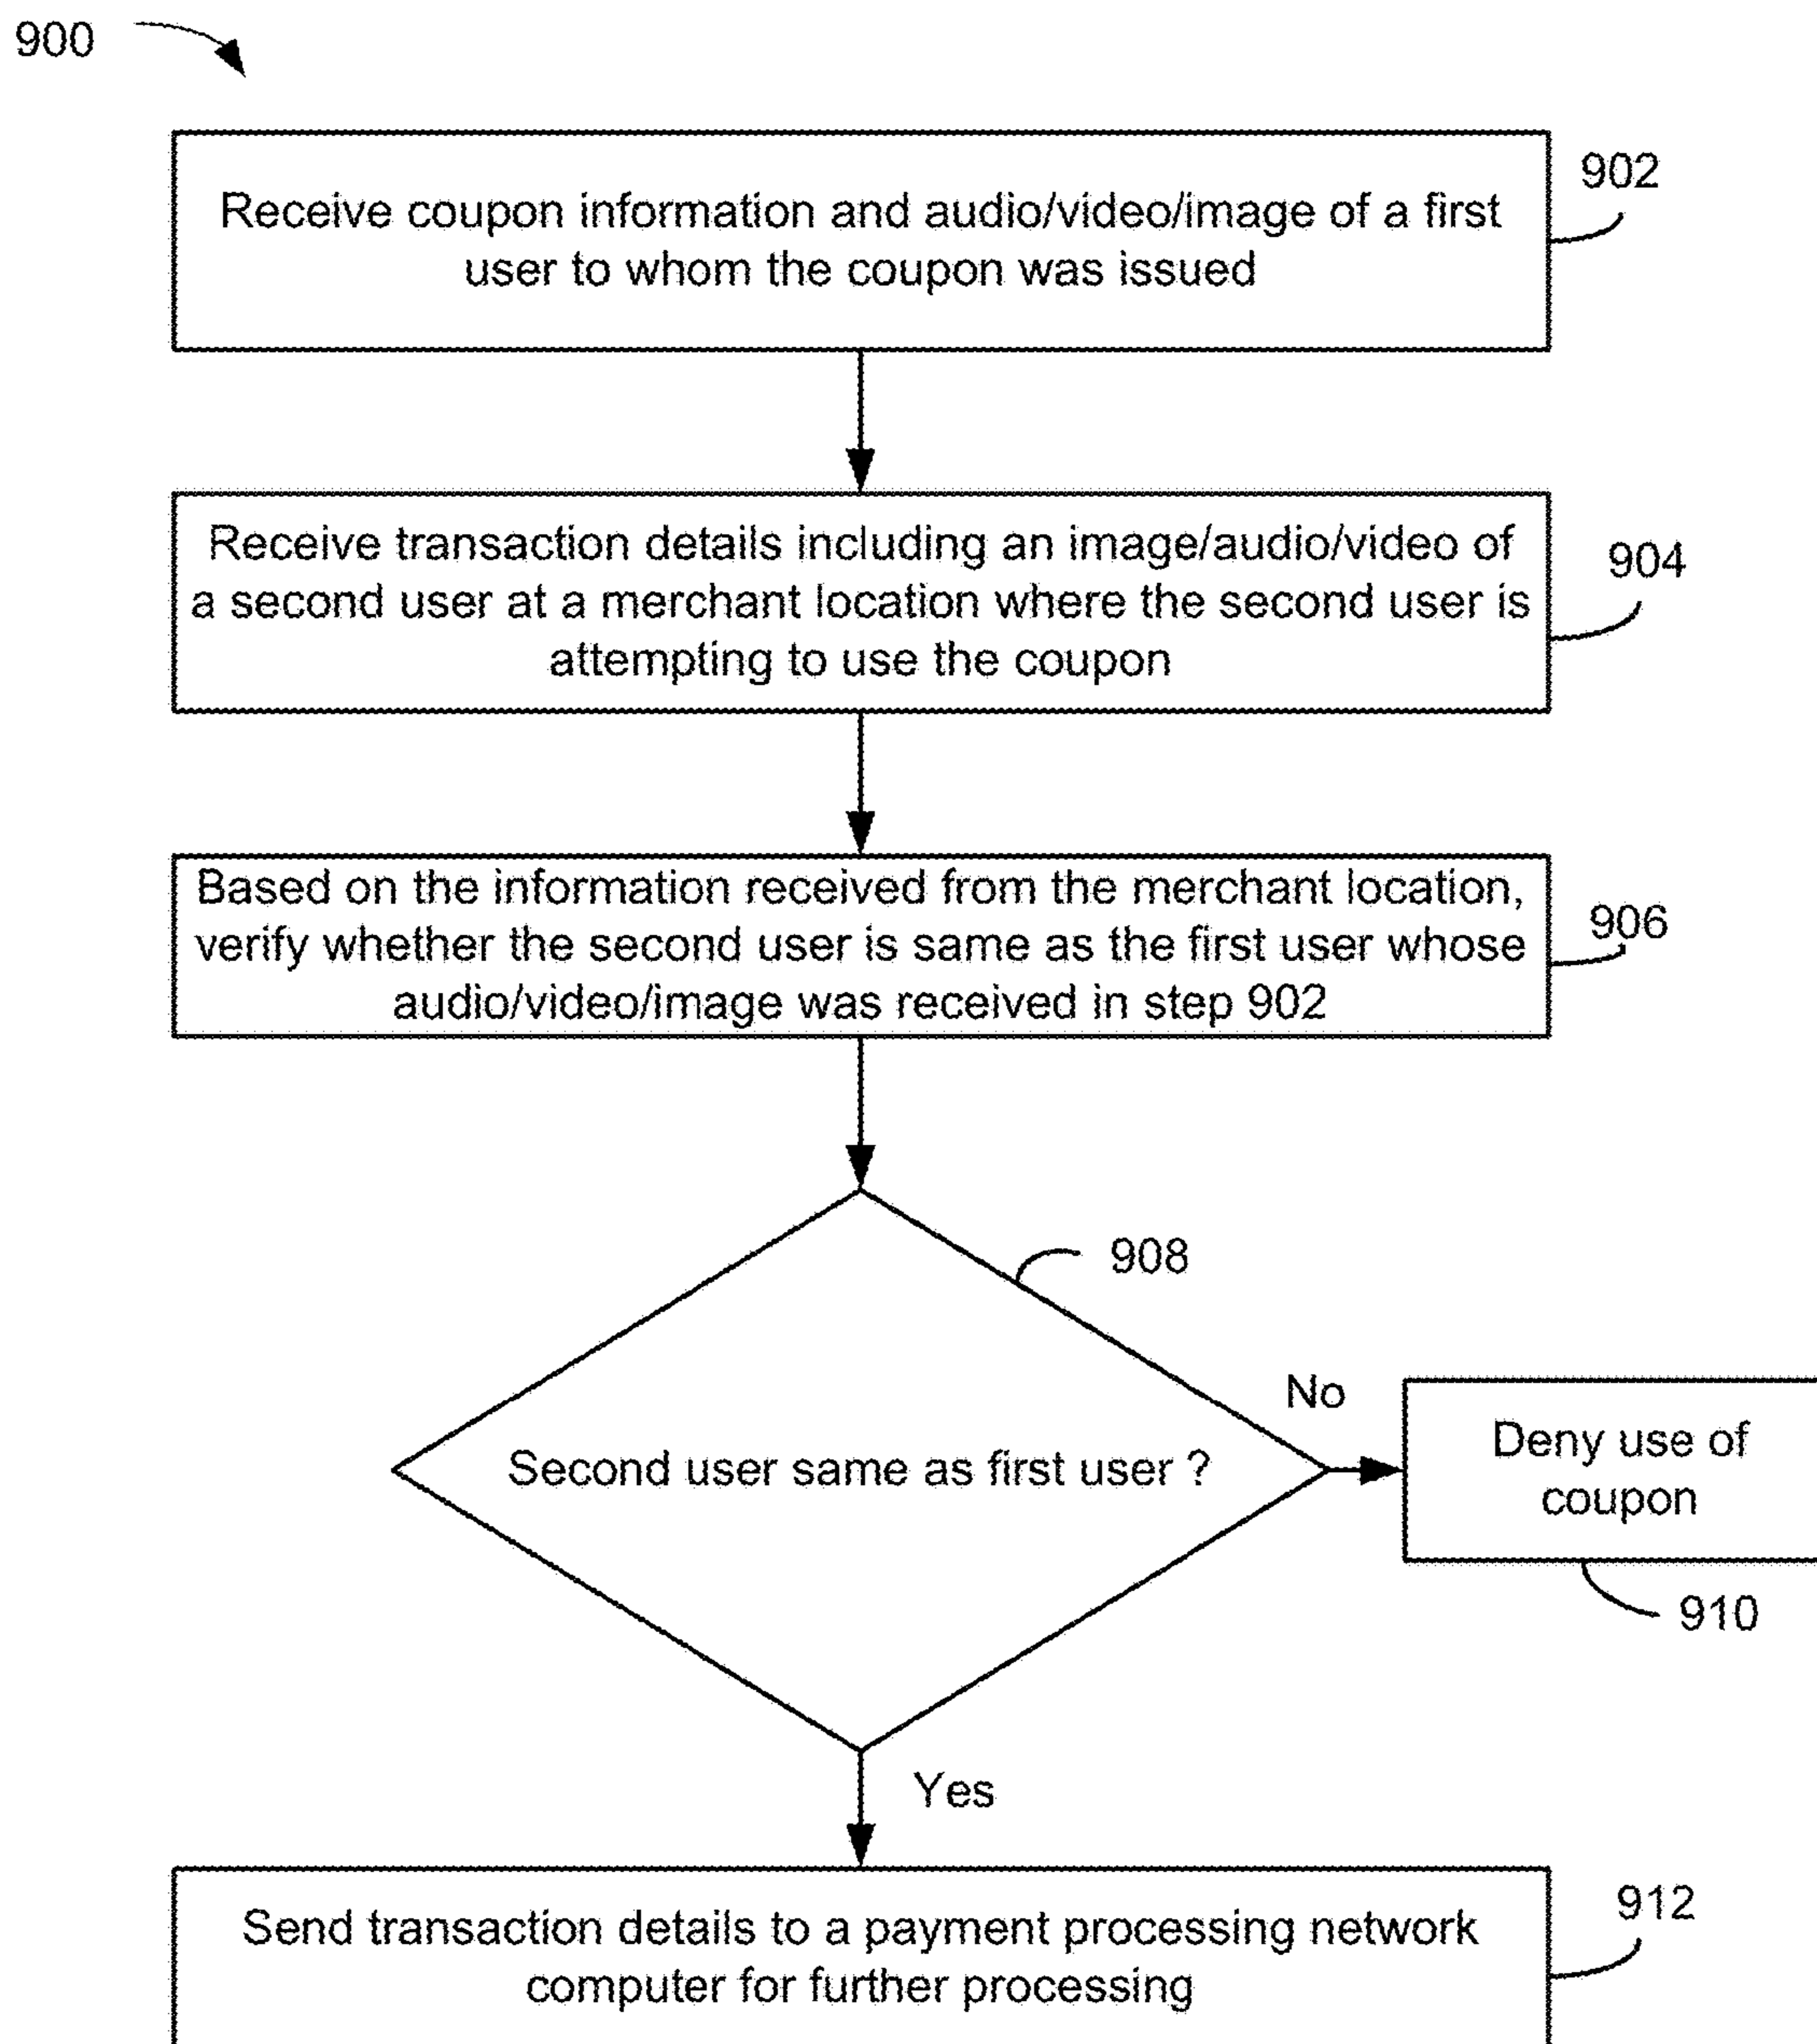 900
Receive coupon information and audio/video/image of a first
user to whom the coupon was issued
902
Receive transaction details including an image/audio/video of
a second user at a merchant location where the second user is
attempting to use the coupon
904
Based on the information received from the merchant location,
verify whether the second user is same as the first user whose
audio/video/image was received in step 902
906
908
Second user same as first user ?
No
Deny use of
coupon
910
Yes
Send transaction details to a payment processing network
computer for further processing
912